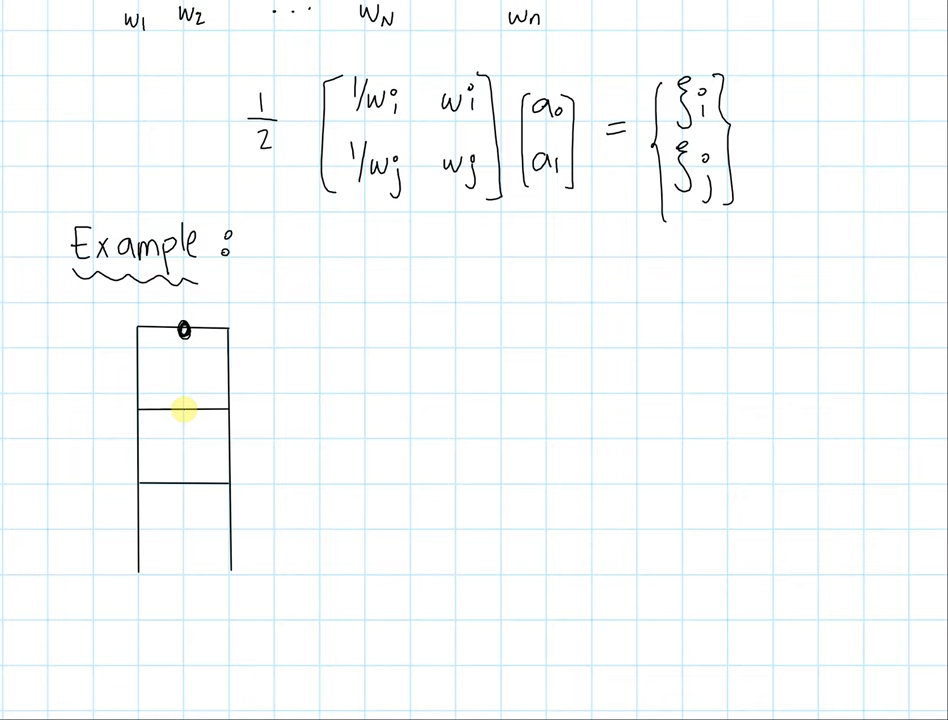 w1 w2 ... wN wn
1/2 [1/wi wi; 1/wj wj] [a0; a1] = {ξi; ξj}
Example :